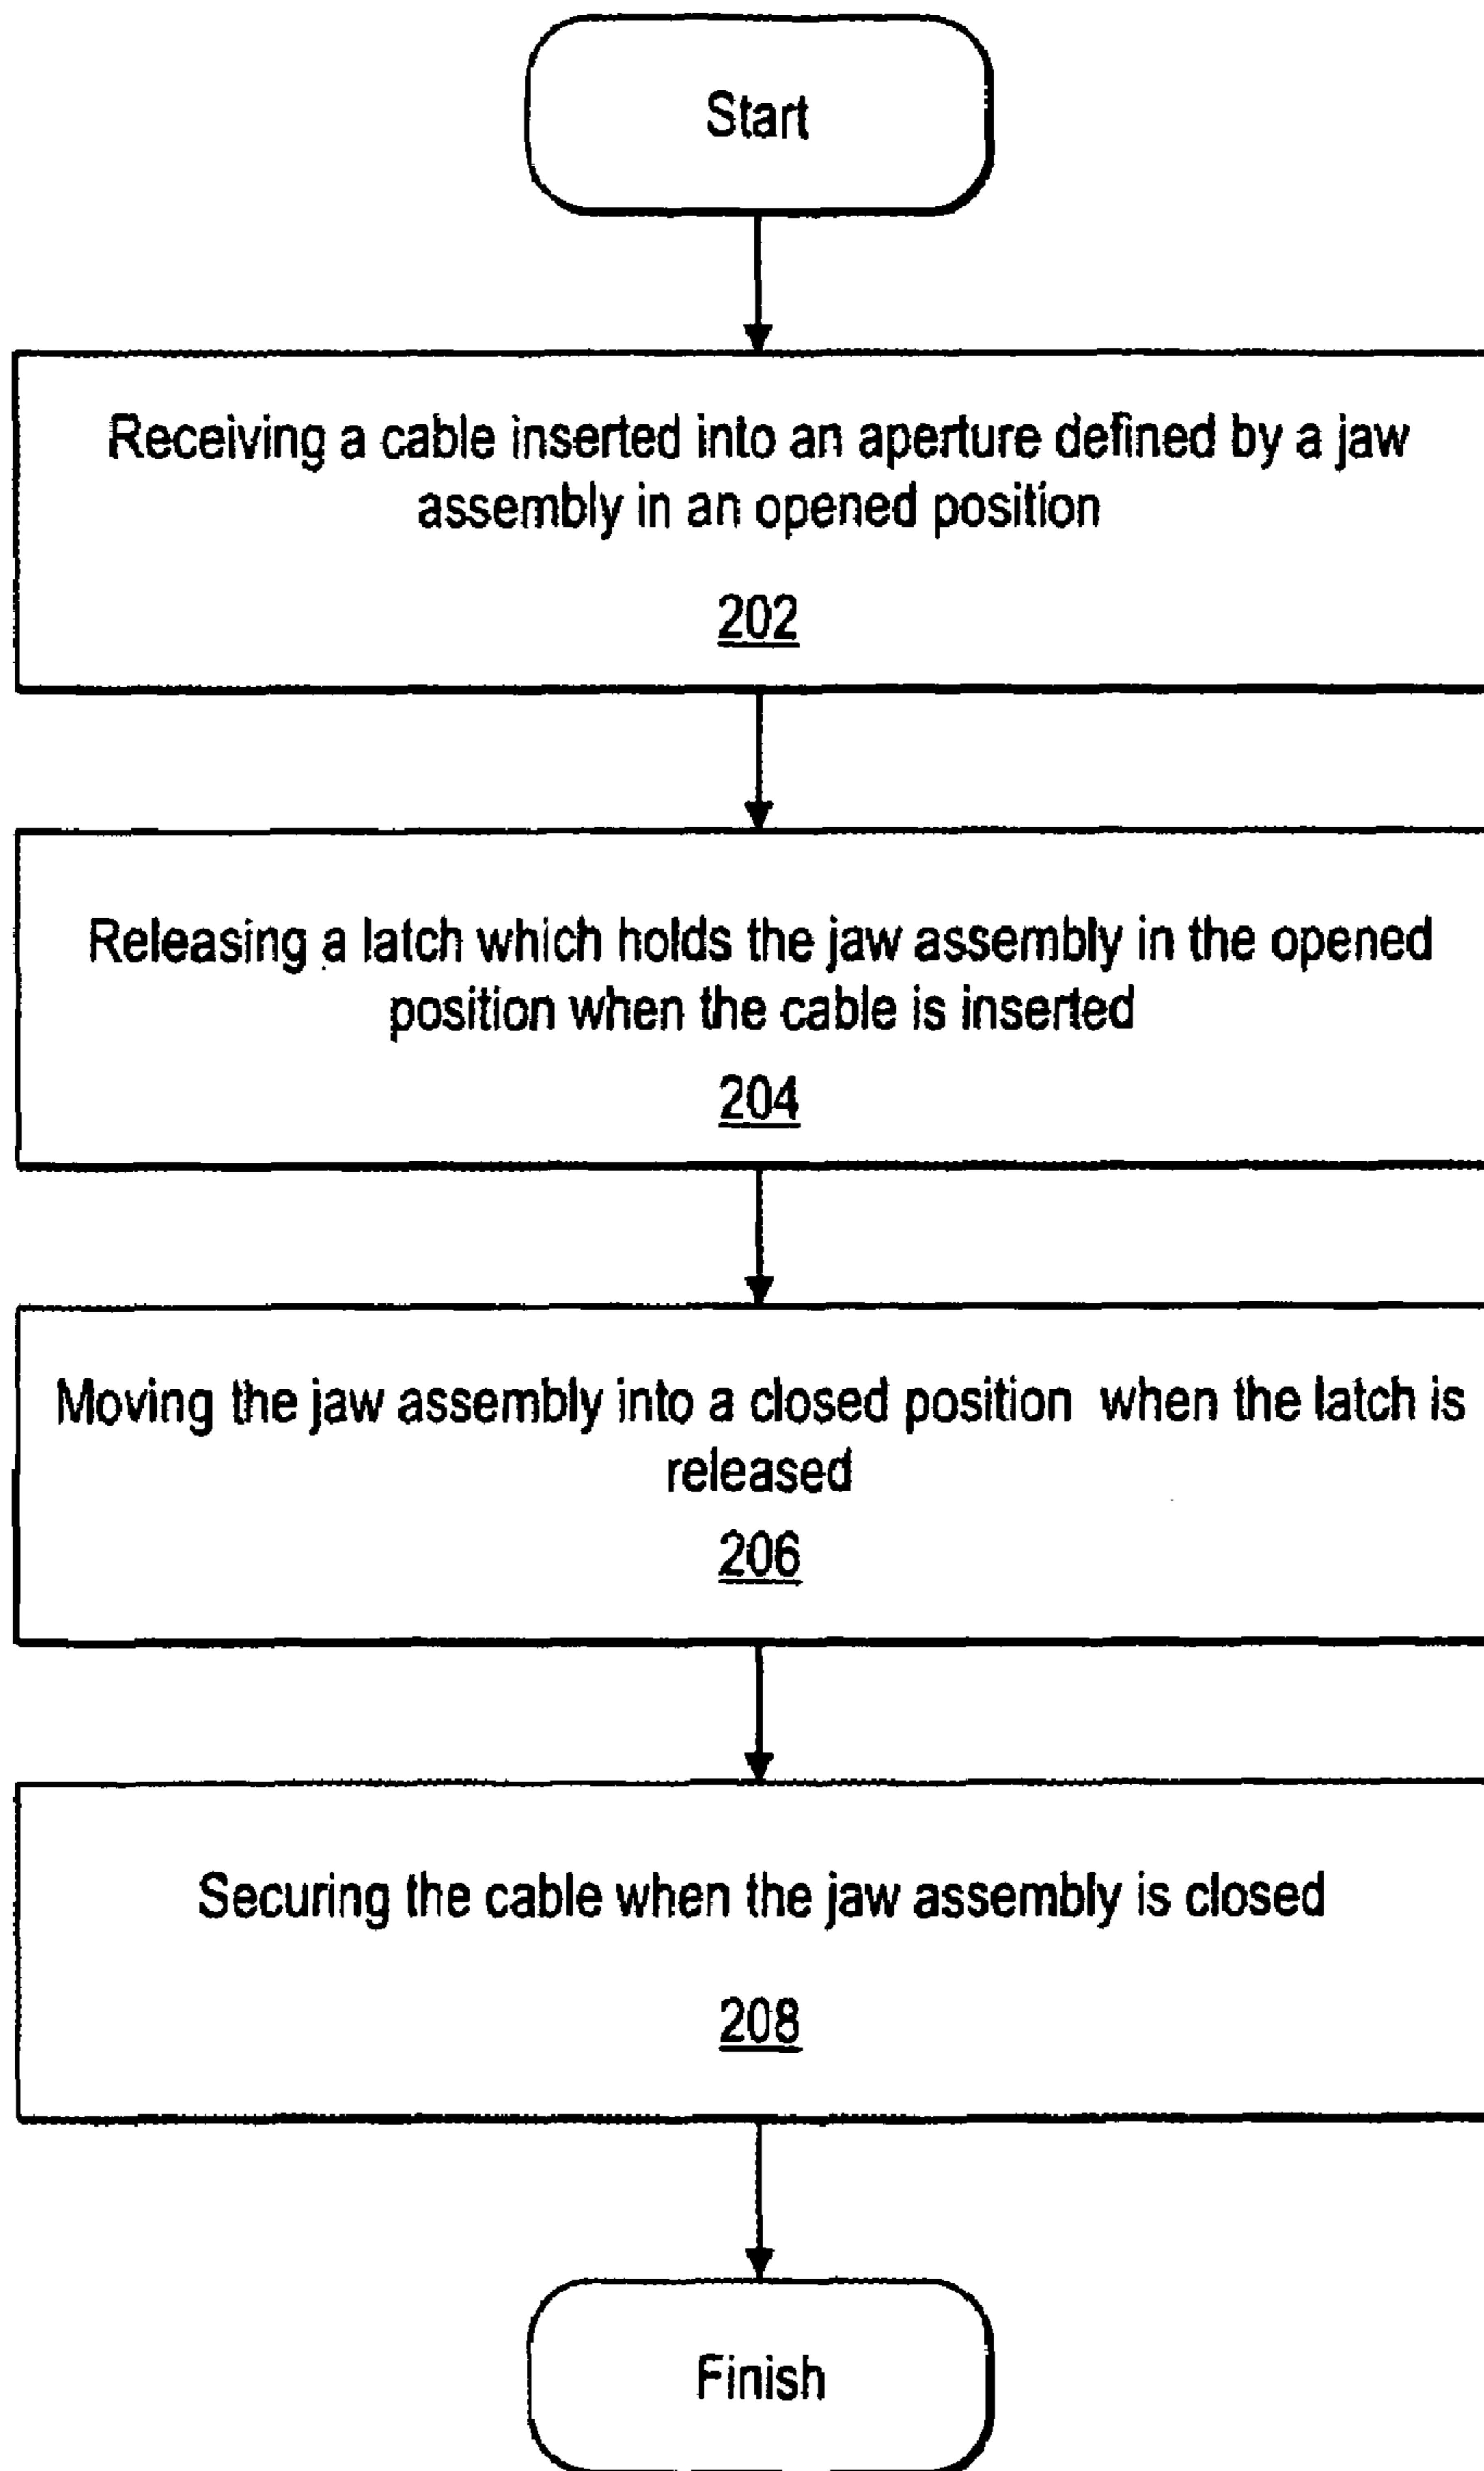 Start
Receiving a cable inserted into an aperture defined by a jaw
assembly in an opened position
202
Releasing a latch which holds the jaw assembly in the opened
position when the cable is inserted
204
Moving the jaw assembly into a closed position when the latch is
released
206
Securing the cable when the jaw assembly is closed
208
Finish